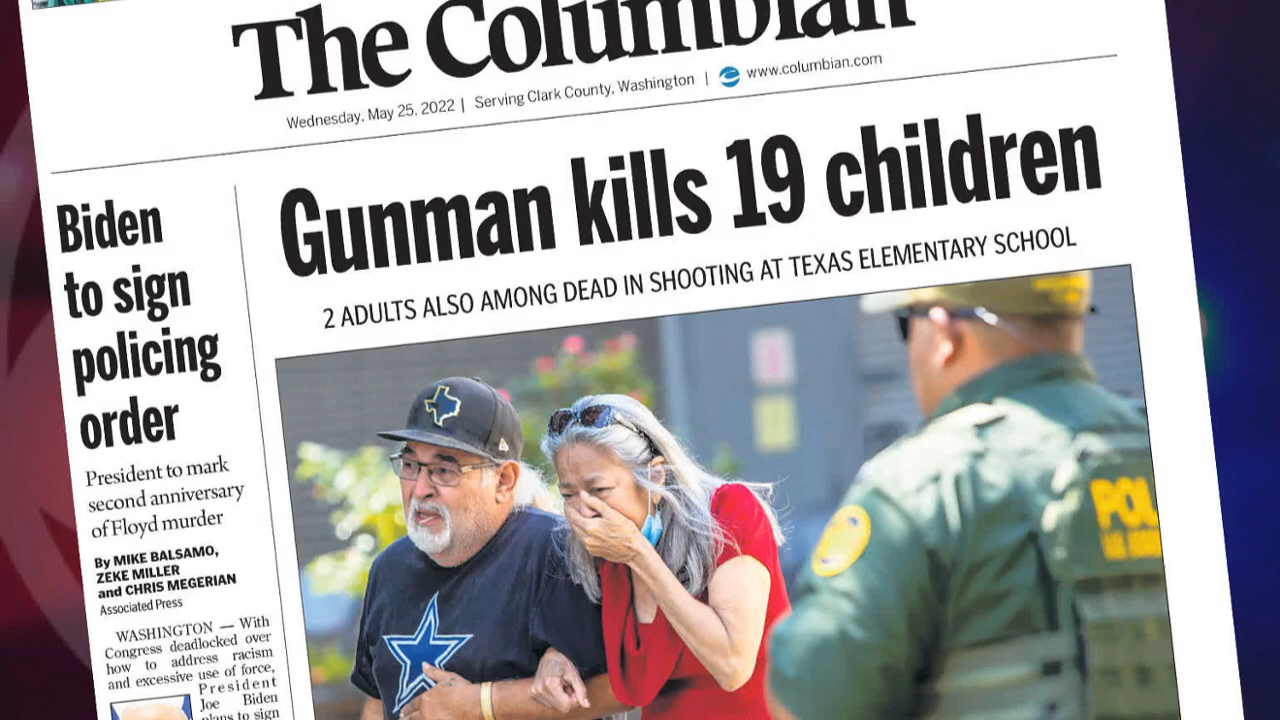 The Columbian
Wednesday, May 25, 2022 | Serving Clark County, Washington | www.columbian.com
Gunman kills 19 children
2 ADULTS ALSO AMONG DEAD IN SHOOTING AT TEXAS ELEMENTARY SCHOOL
Biden
to sign
policing
order
President to mark
second anniversary
of Floyd murder
By MIKE BALSAMO,
ZEKE MILLER
and CHRIS MEGERIAN
Associated Press
WASHINGTON — With
Congress deadlocked over
how to address racism
and excessive use of force,
President
Joe Biden
plans to sign
POL